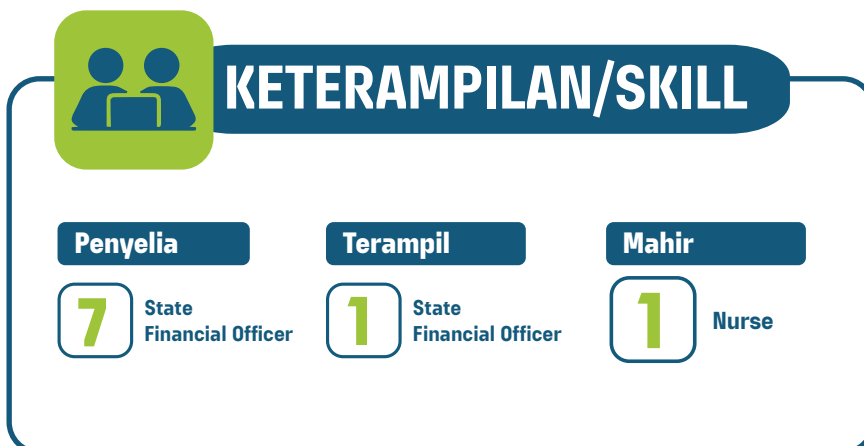 KETERAMPILAN/SKILL
Penyelia
7
State
Financial Officer
Terampil
1
State
Financial Officer
Mahir
1
Nurse